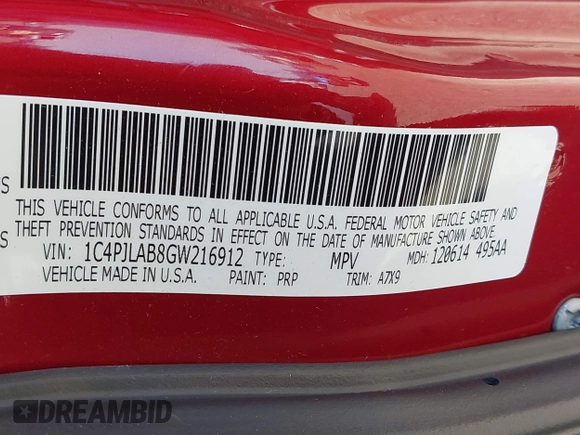 'S
THIS VEHICLE CONFORMS TO ALL APPLICABLE U.S.A. FEDERAL MOTOR VEHICLE SAFETY AND
'S THEFT PREVENTION STANDARDS IN EFFECT ON THE DATE OF MANUFACTURE SHOWN ABOVE.
VIN: 1C4PJLAB8GW216912 TYPE: MPV MDH: 120614 495AA
VEHICLE MADE IN U.S.A. PAINT: PRP TRIM: A7X9
DREAMBID